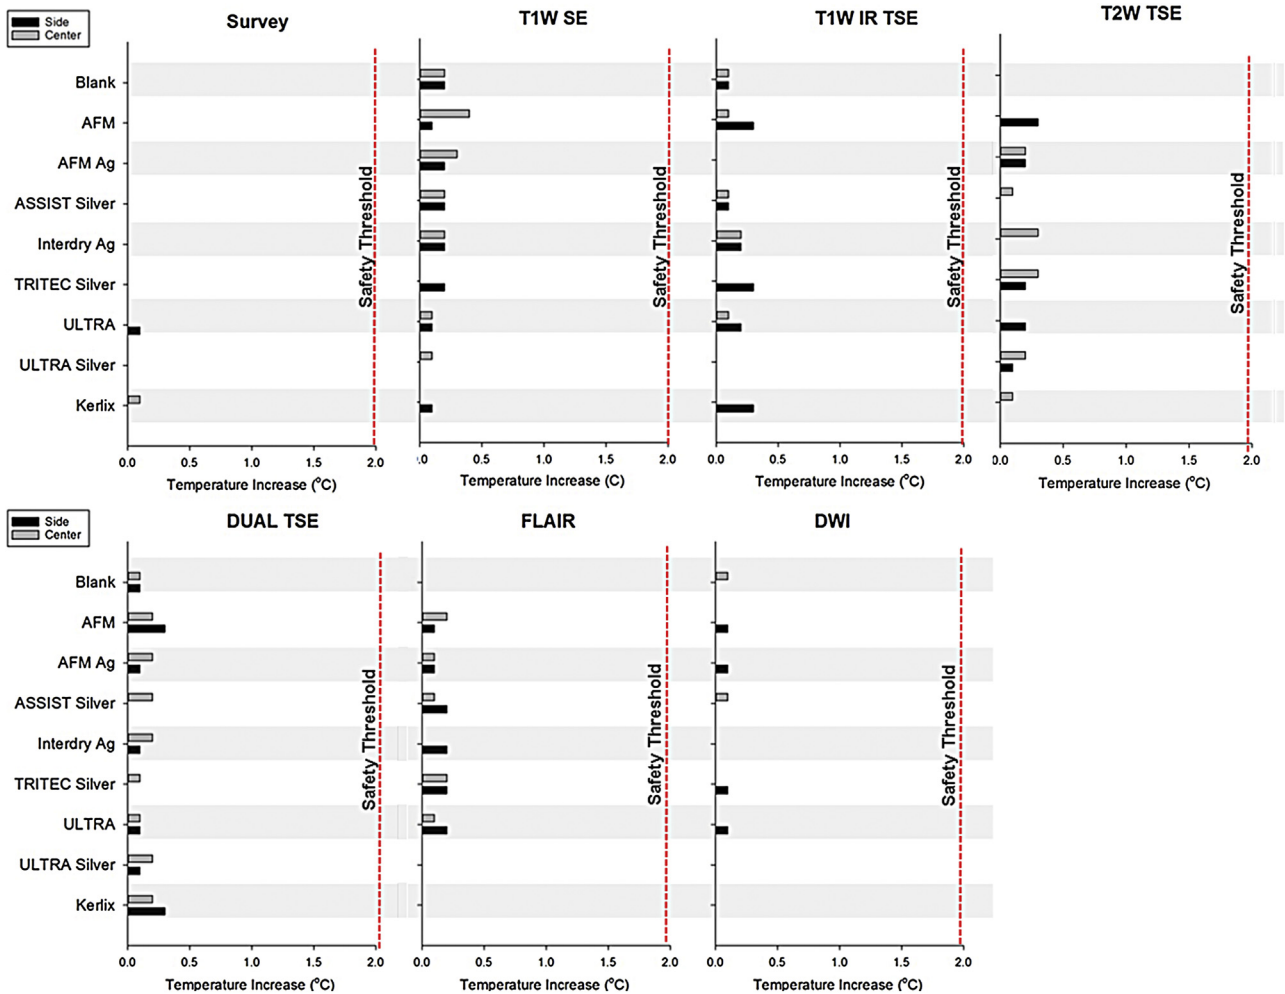 Side
Center
Survey
T1W SE
T1W IR TSE
T2W TSE
Blank
AFM
AFM Ag
ASSIST Silver
Interdry Ag
TRITEC Silver
ULTRA
ULTRA Silver
Kerlix
Safety Threshold
Safety Threshold
Safety Threshold
Safety Threshold
0.0 0.5 1.0 1.5 2.0
.0 0.5 1.0 1.5 2.0
0.0 0.5 1.0 1.5 2.0
0.0 0.5 1.0 1.5 2.0
Temperature Increase (°C)
Temperature Increase (C)
Temperature Increase (°C)
Temperature Increase (°C)
Side
Center
DUAL TSE
FLAIR
DWI
Blank
AFM
AFM Ag
ASSIST Silver
Interdry Ag
TRITEC Silver
ULTRA
ULTRA Silver
Kerlix
Safety Threshold
Safety Threshold
Safety Threshold
0.0 0.5 1.0 1.5 2.0
0.0 0.5 1.0 1.5 2.0
0.0 0.5 1.0 1.5 2.0
Temperature Increase (°C)
Temperature Increase (°C)
Temperature Increase (°C)